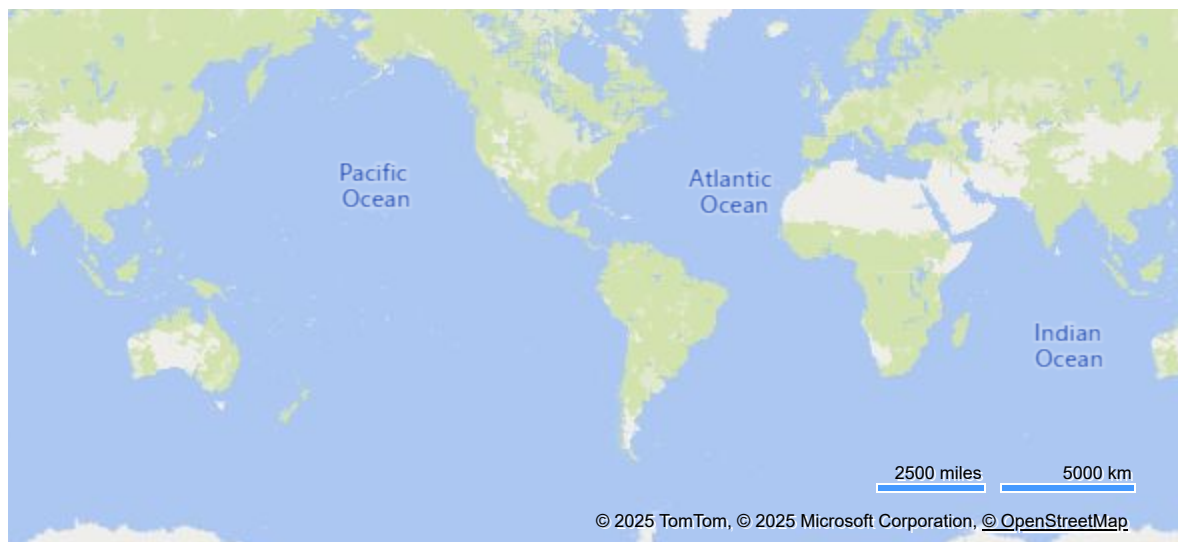 Pacific
Ocean
Atlantic
Ocean
Indian
Ocean
2500 miles
5000 km
© 2025 TomTom, © 2025 Microsoft Corporation, © OpenStreetMap